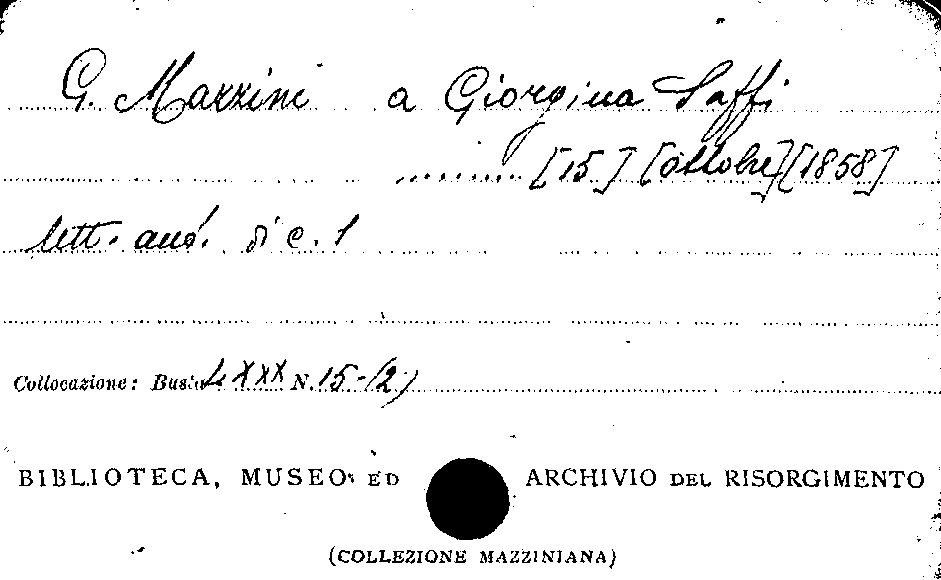 G. Mazzini a Giorgina Saffi
[15] [ottobre] [1858]
lett. aut. di c. 1
Collocazione: Busta LXXX N. 15-(2)
BIBLIOTECA, MUSEO ED ARCHIVIO DEL RISORGIMENTO
(COLLEZIONE MAZZINIANA)